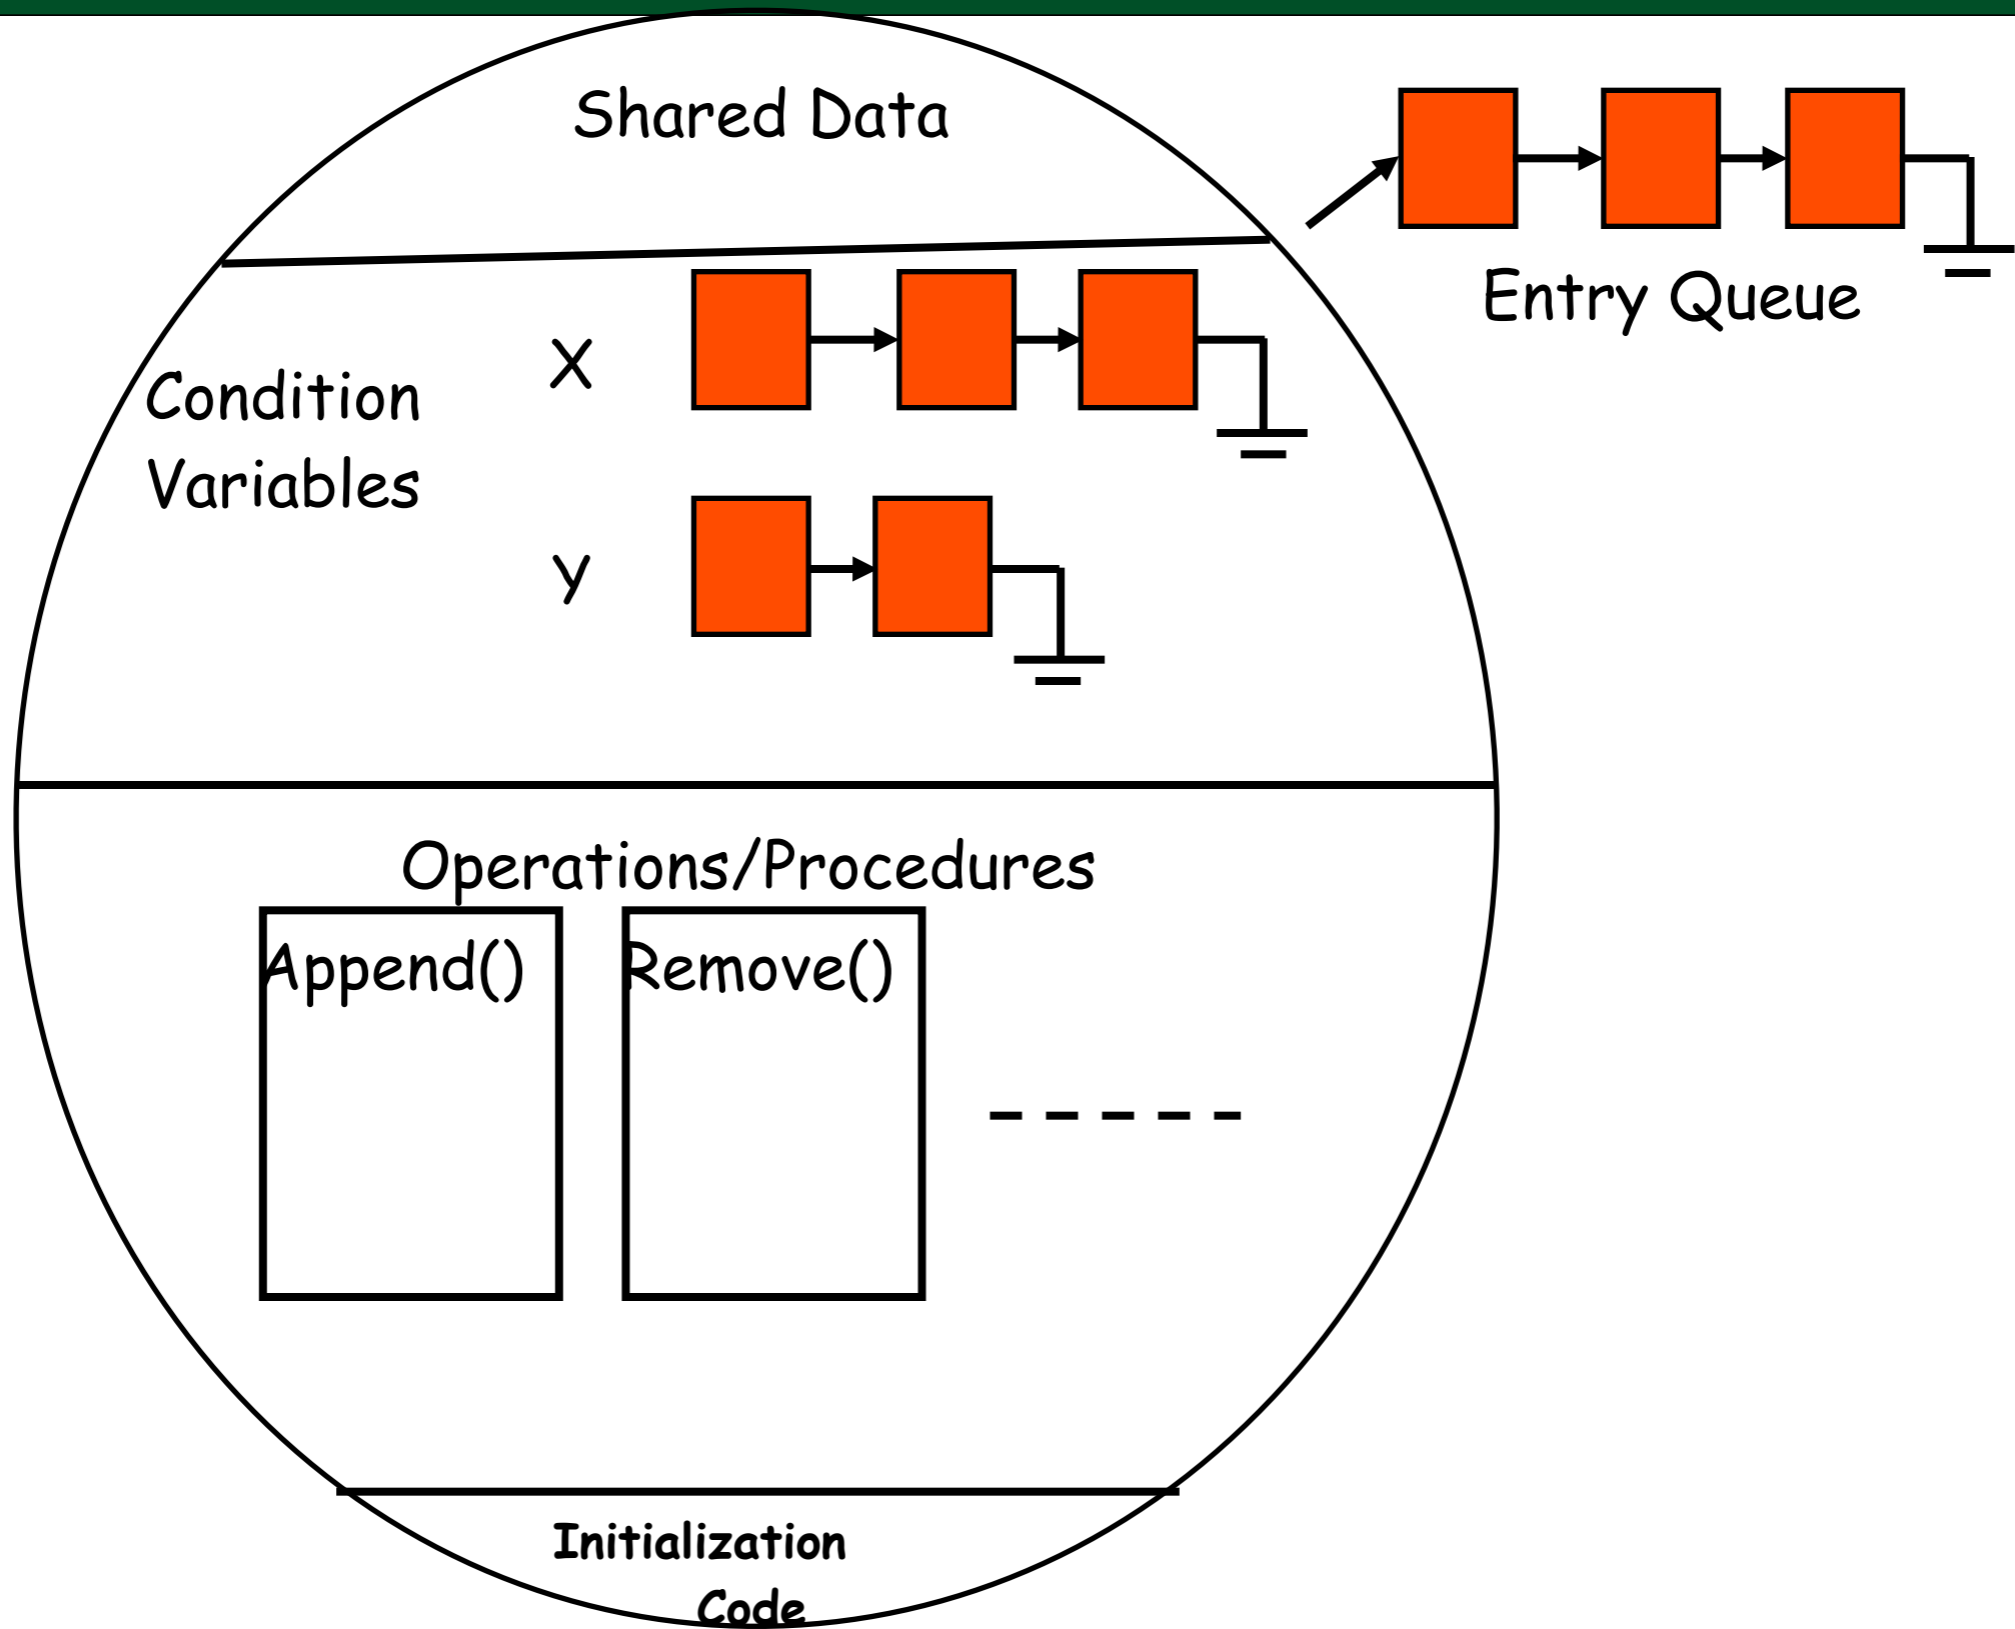 Shared Data
Entry Queue
X
Condition
Variables
y
Operations/Procedures
Append()
Remove()
Initialization
Code